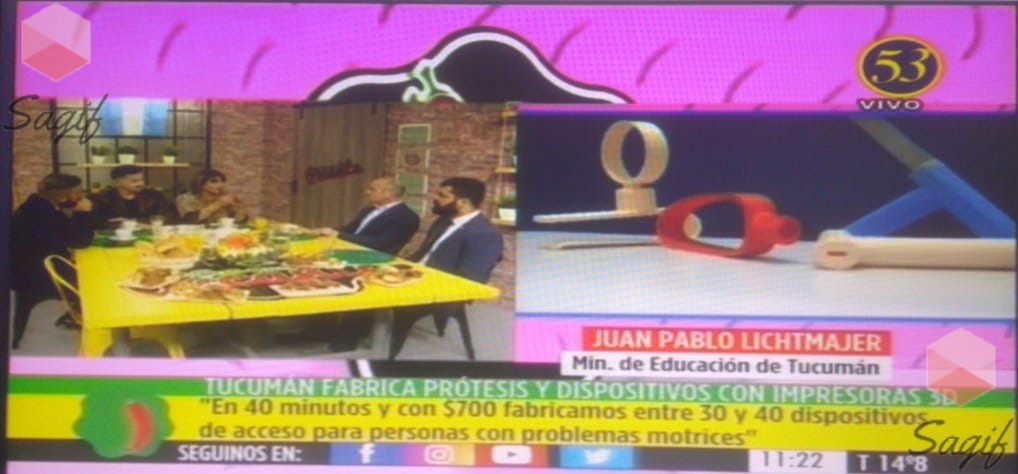 53
VIVO
Sagif
JUAN PABLO LICHTMAJER
Min. de Educación de Tucumán
TUCUMÁN FABRICA PRÓTESIS Y DISPOSITIVOS CON IMPRESORAS 3D
"En 40 minutos y con $700 fabricamos entre 30 y 40 dispositivos
de acceso para personas con problemas motrices"
SEGUINOS EN:
11:22
T 14°8
Sagif